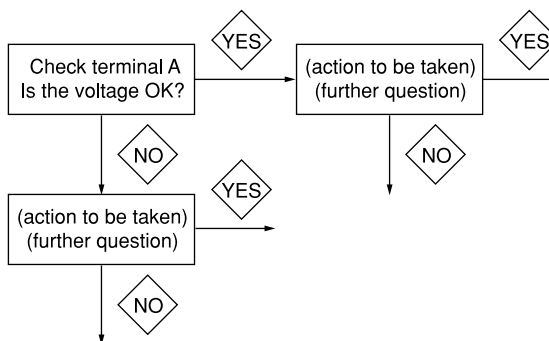 YES
YES
Check terminal A
Is the voltage OK?
(action to be taken)
(further question)
NO
NO
YES
(action to be taken)
(further question)
NO